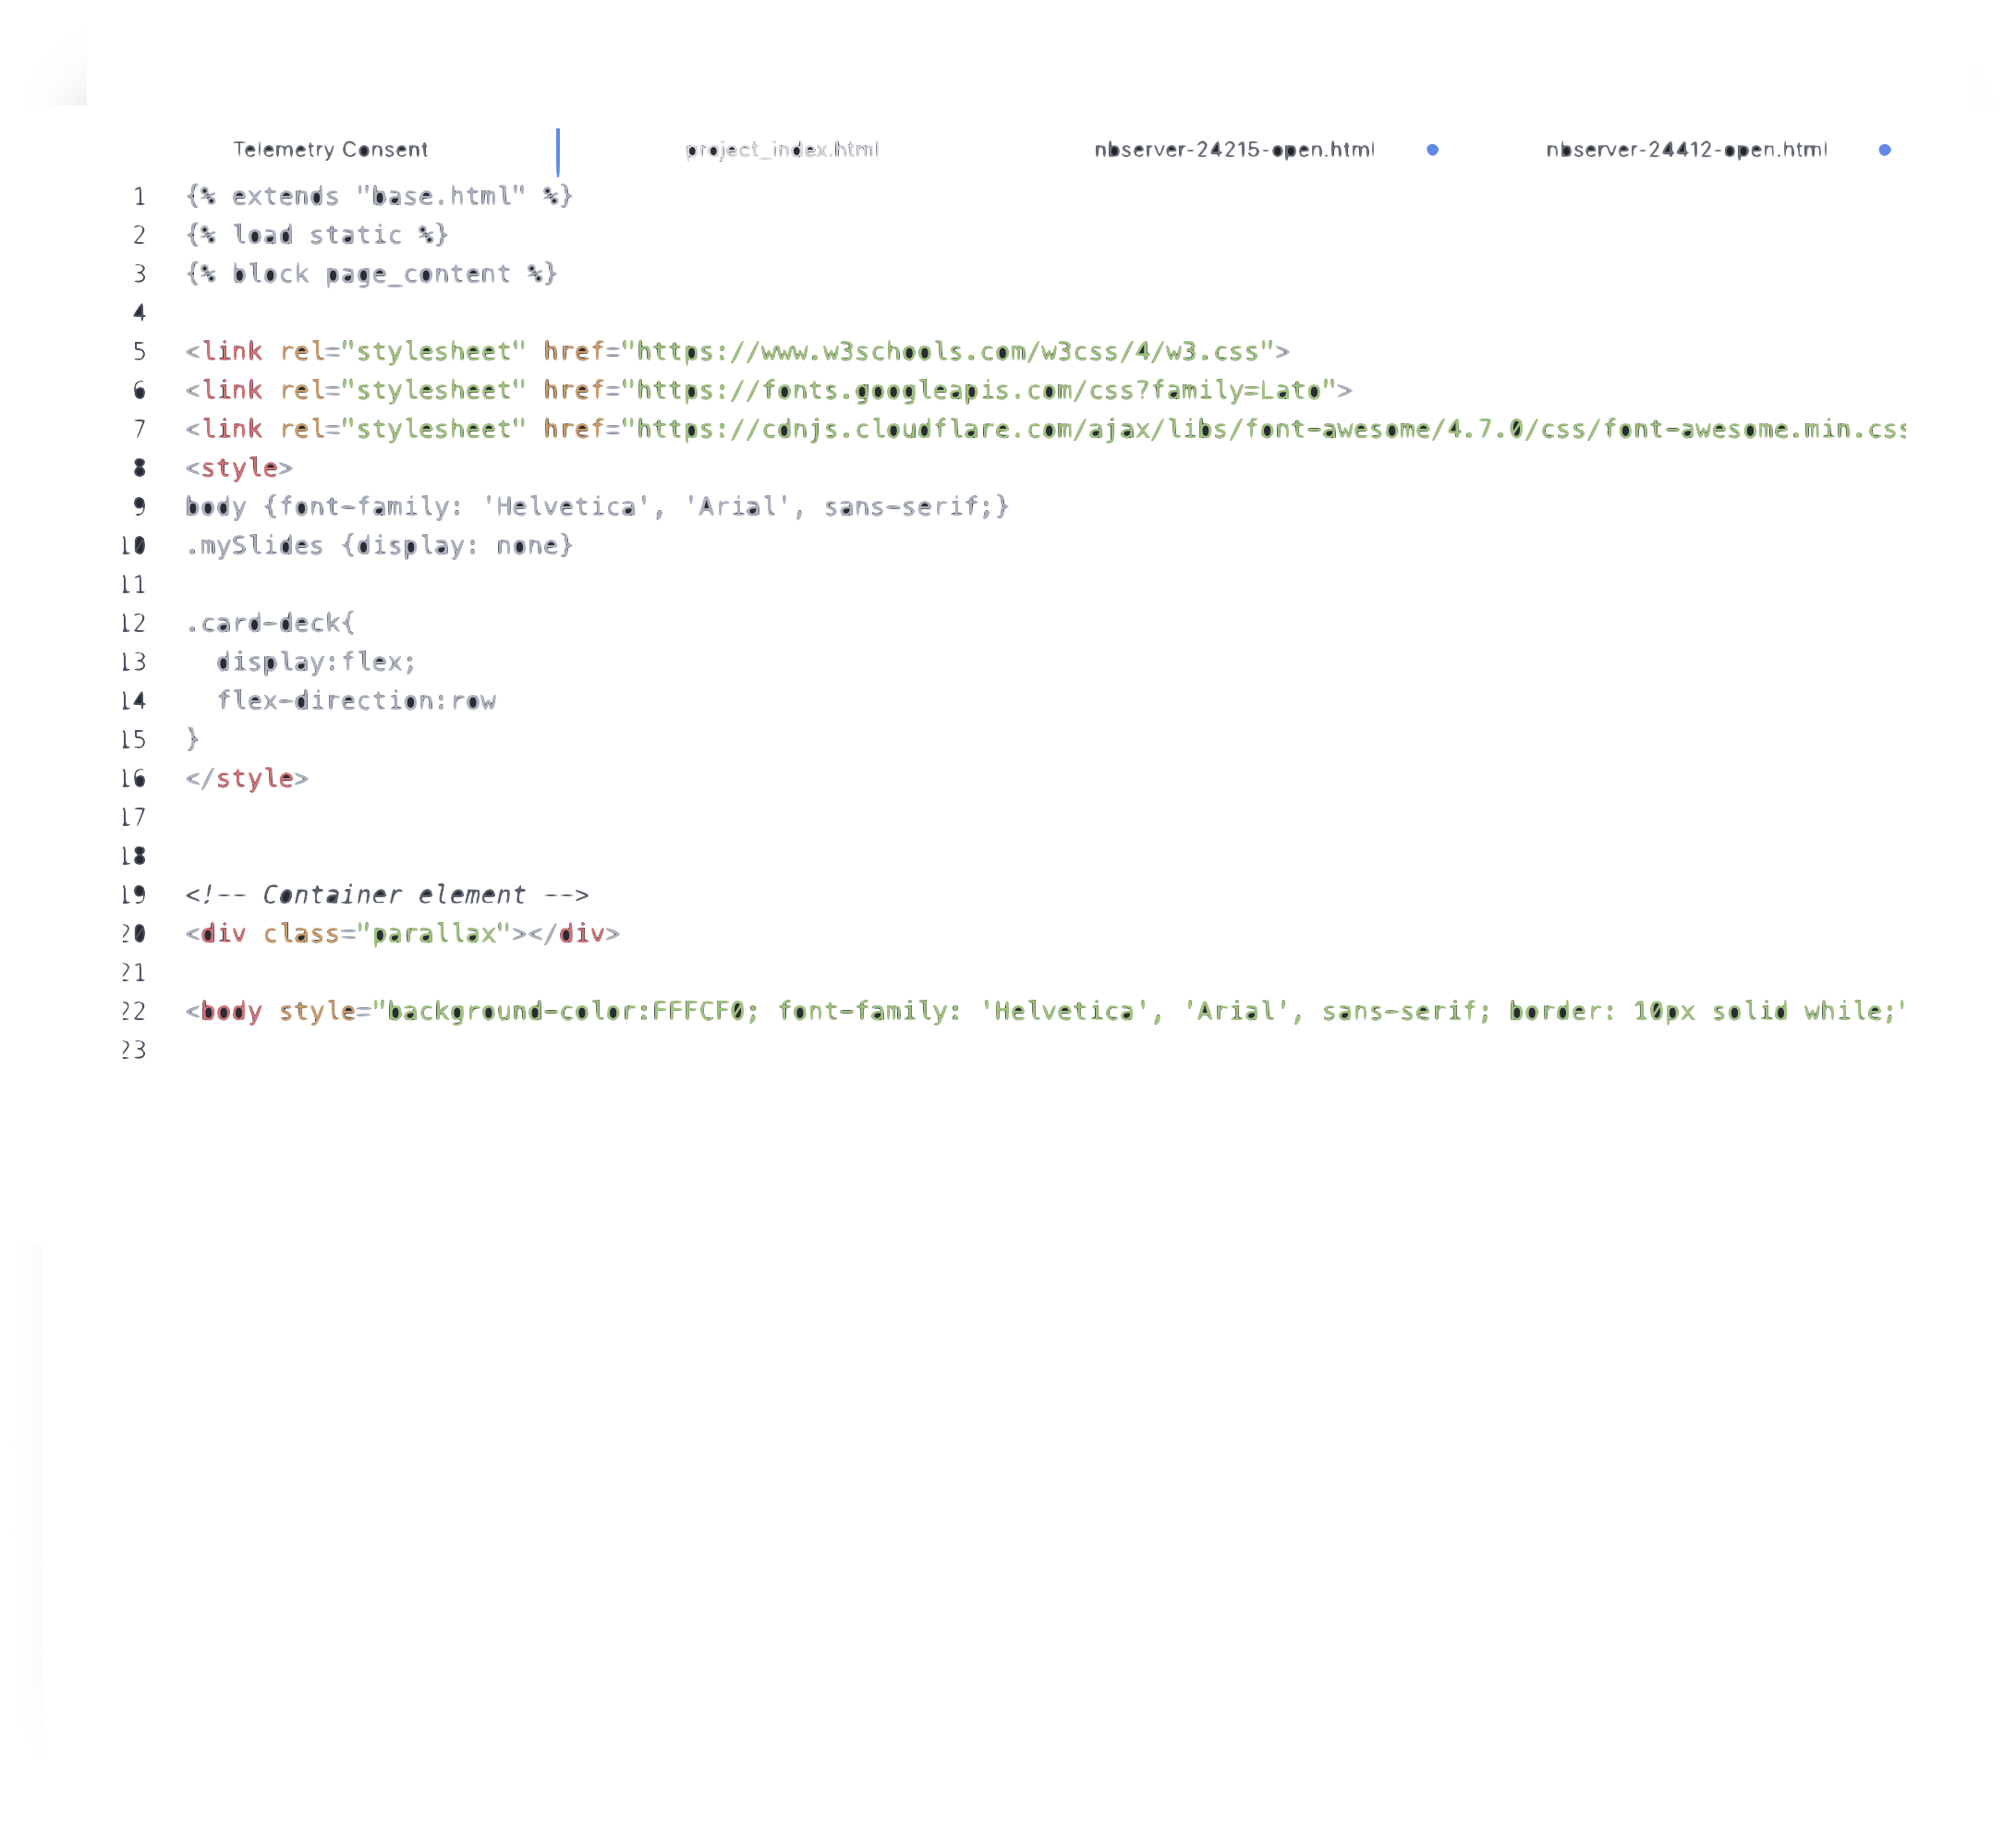 Telemetry Consent project_index.html nbserver-24215-open.html nbserver-24412-open.html
1 {% extends "base.html" %}
2 {% load static %}
3 {% block page_content %}
4
5 <link rel="stylesheet" href="https://www.w3schools.com/w3css/4/w3.css">
6 <link rel="stylesheet" href="https://fonts.googleapis.com/css?family=Lato">
7 <link rel="stylesheet" href="https://cdnjs.cloudflare.com/ajax/libs/font-awesome/4.7.0/css/font-awesome.min.css
8 <style>
9 body {font-family: 'Helvetica', 'Arial', sans-serif;}
10 .mySlides {display: none}
11
12 .card-deck{
13   display:flex;
14   flex-direction:row
15 }
16 </style>
17
18
19 <!-- Container element -->
20 <div class="parallax"></div>
21
22 <body style="background-color:FFFCF0; font-family: 'Helvetica', 'Arial', sans-serif; border: 10px solid while;"
23